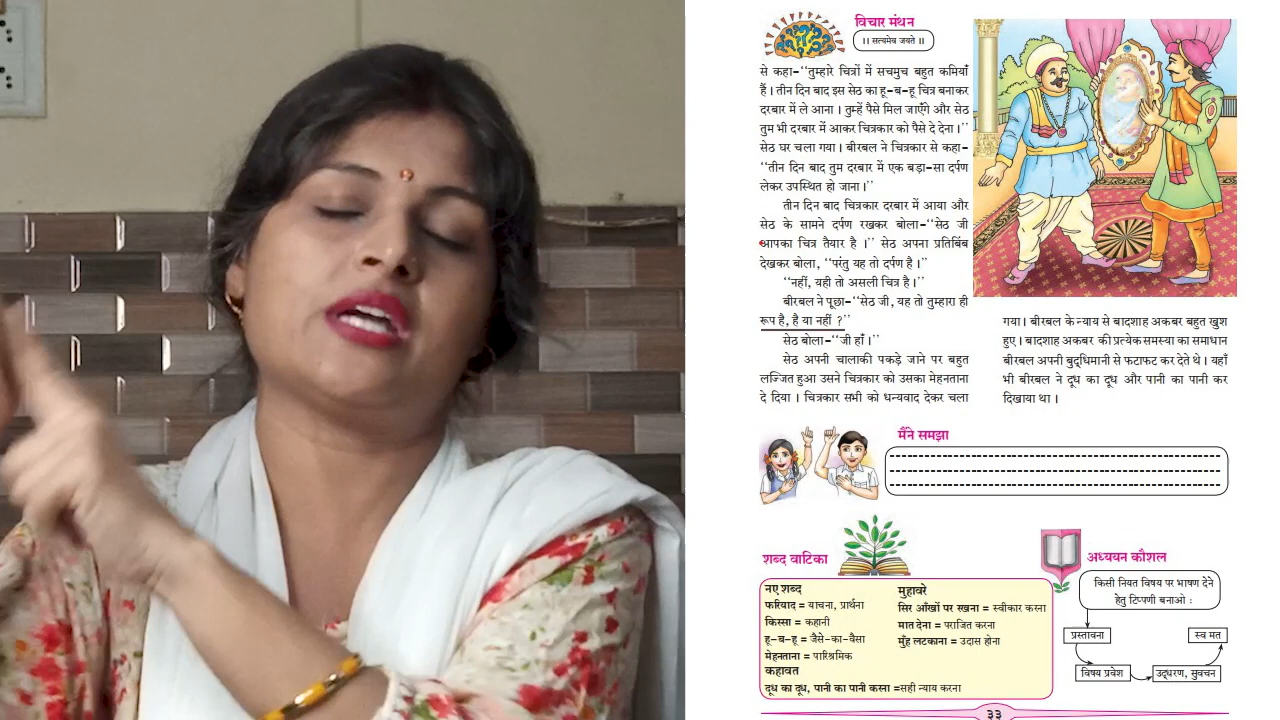 विचार मंथन
।। सत्यमेव जयते ।।
से कहा-‘‘तुम्हारे चित्रों में सचमुच बहुत कमियाँ
हैं । तीन दिन बाद इस सेठ का हू-ब-हू चित्र बनाकर
दरबार में ले आना । तुम्हें पैसे मिल जाएँगे और सेठ
तुम भी दरबार में आकर चित्रकार को पैसे दे देना ।’’
सेठ घर चला गया । बीरबल ने चित्रकार से कहा-
‘‘तीन दिन बाद तुम दरबार में एक बड़ा-सा दर्पण
लेकर उपस्थित हो जाना ।’’
तीन दिन बाद चित्रकार दरबार में आया और
सेठ के सामने दर्पण रखकर बोला-‘‘सेठ जी
आपका चित्र तैयार है ।’’ सेठ अपना प्रतिबिंब
देखकर बोला, ‘‘परंतु यह तो दर्पण है ।’’
‘‘नहीं, यही तो असली चित्र है ।’’
बीरबल ने पूछा-‘‘सेठ जी, यह तो तुम्हारा ही
रूप है, है या नहीं ?’’
सेठ बोला-‘‘जी हाँ ।’’
सेठ अपनी चालाकी पकड़े जाने पर बहुत
लज्जित हुआ उसने चित्रकार को उसका मेहनताना
दे दिया । चित्रकार सभी को धन्यवाद देकर चला
गया । बीरबल के न्याय से बादशाह अकबर बहुत खुश
हुए । बादशाह अकबर की प्रत्येक समस्या का समाधान
बीरबल अपनी बुद्धिमानी से फटाफट कर देते थे । यहाँ
भी बीरबल ने दूध का दूध और पानी का पानी कर
दिखाया था ।
मैंने समझा
शब्द वाटिका
नए शब्द
फरियाद = याचना, प्रार्थना
किस्सा = कहानी
हू-ब-हू = जैसे-का-वैसा
मेहनताना = पारिश्रमिक
कहावत
दूध का दूध, पानी का पानी करना =सही न्याय करना
मुहावरे
सिर आँखों पर रखना = स्वीकार करना
मात देना = पराजित करना
मुँह लटकाना = उदास होना
अध्ययन कौशल
किसी नियत विषय पर भाषण देने
हेतु टिप्पणी बनाओ :
प्रस्तावना
स्व मत
विषय प्रवेश
उद्धरण, सुवचन
३३